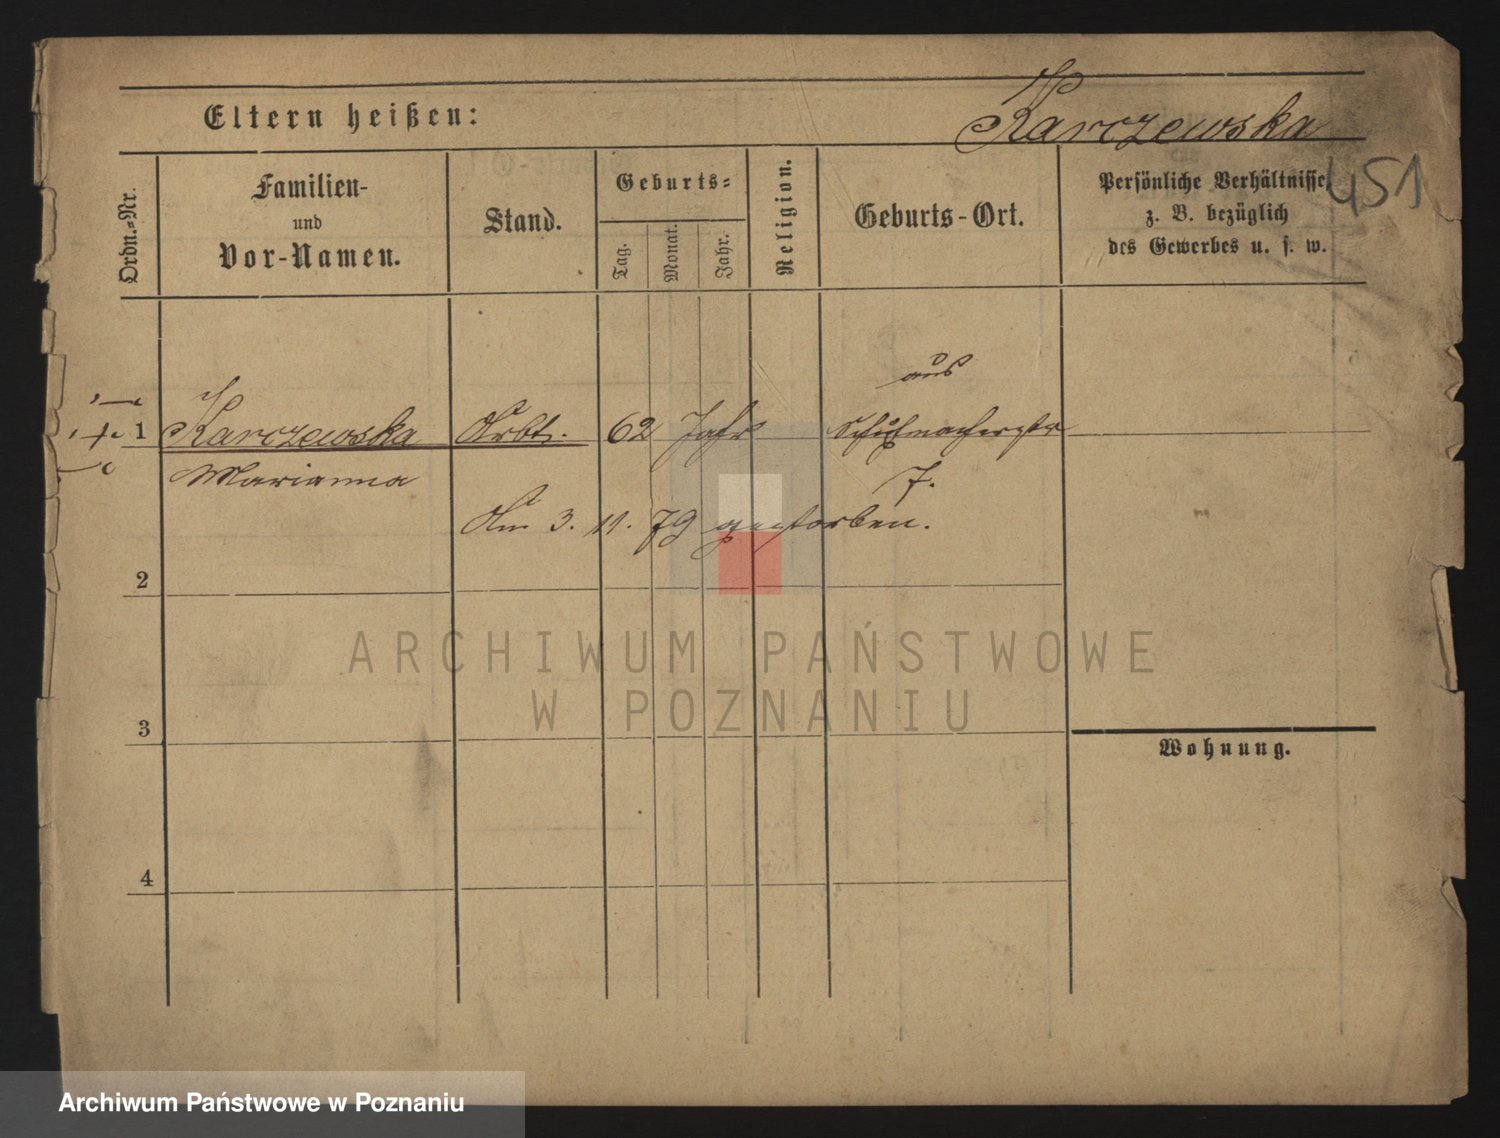 Eltern heißen:
Karczewska
451
Ordn.-Nr.
Familien-
und
Vor-Namen.
Stand.
Geburts-
Tag.
Monat.
Jahr.
Religion.
Geburts-Ort.
Persönliche Verhältnisse
z. B. bezüglich
des Gewerbes u. s. w.
aus
1 Karczewska Arbt. 62 Jahr Schuhmacherstr
Marianna 7.
Am 3. 11. 79 gestorben.
2
3
Wohnung.
4
ARCHIWUM PAŃSTWOWE
W POZNANIU
Archiwum Państwowe w Poznaniu